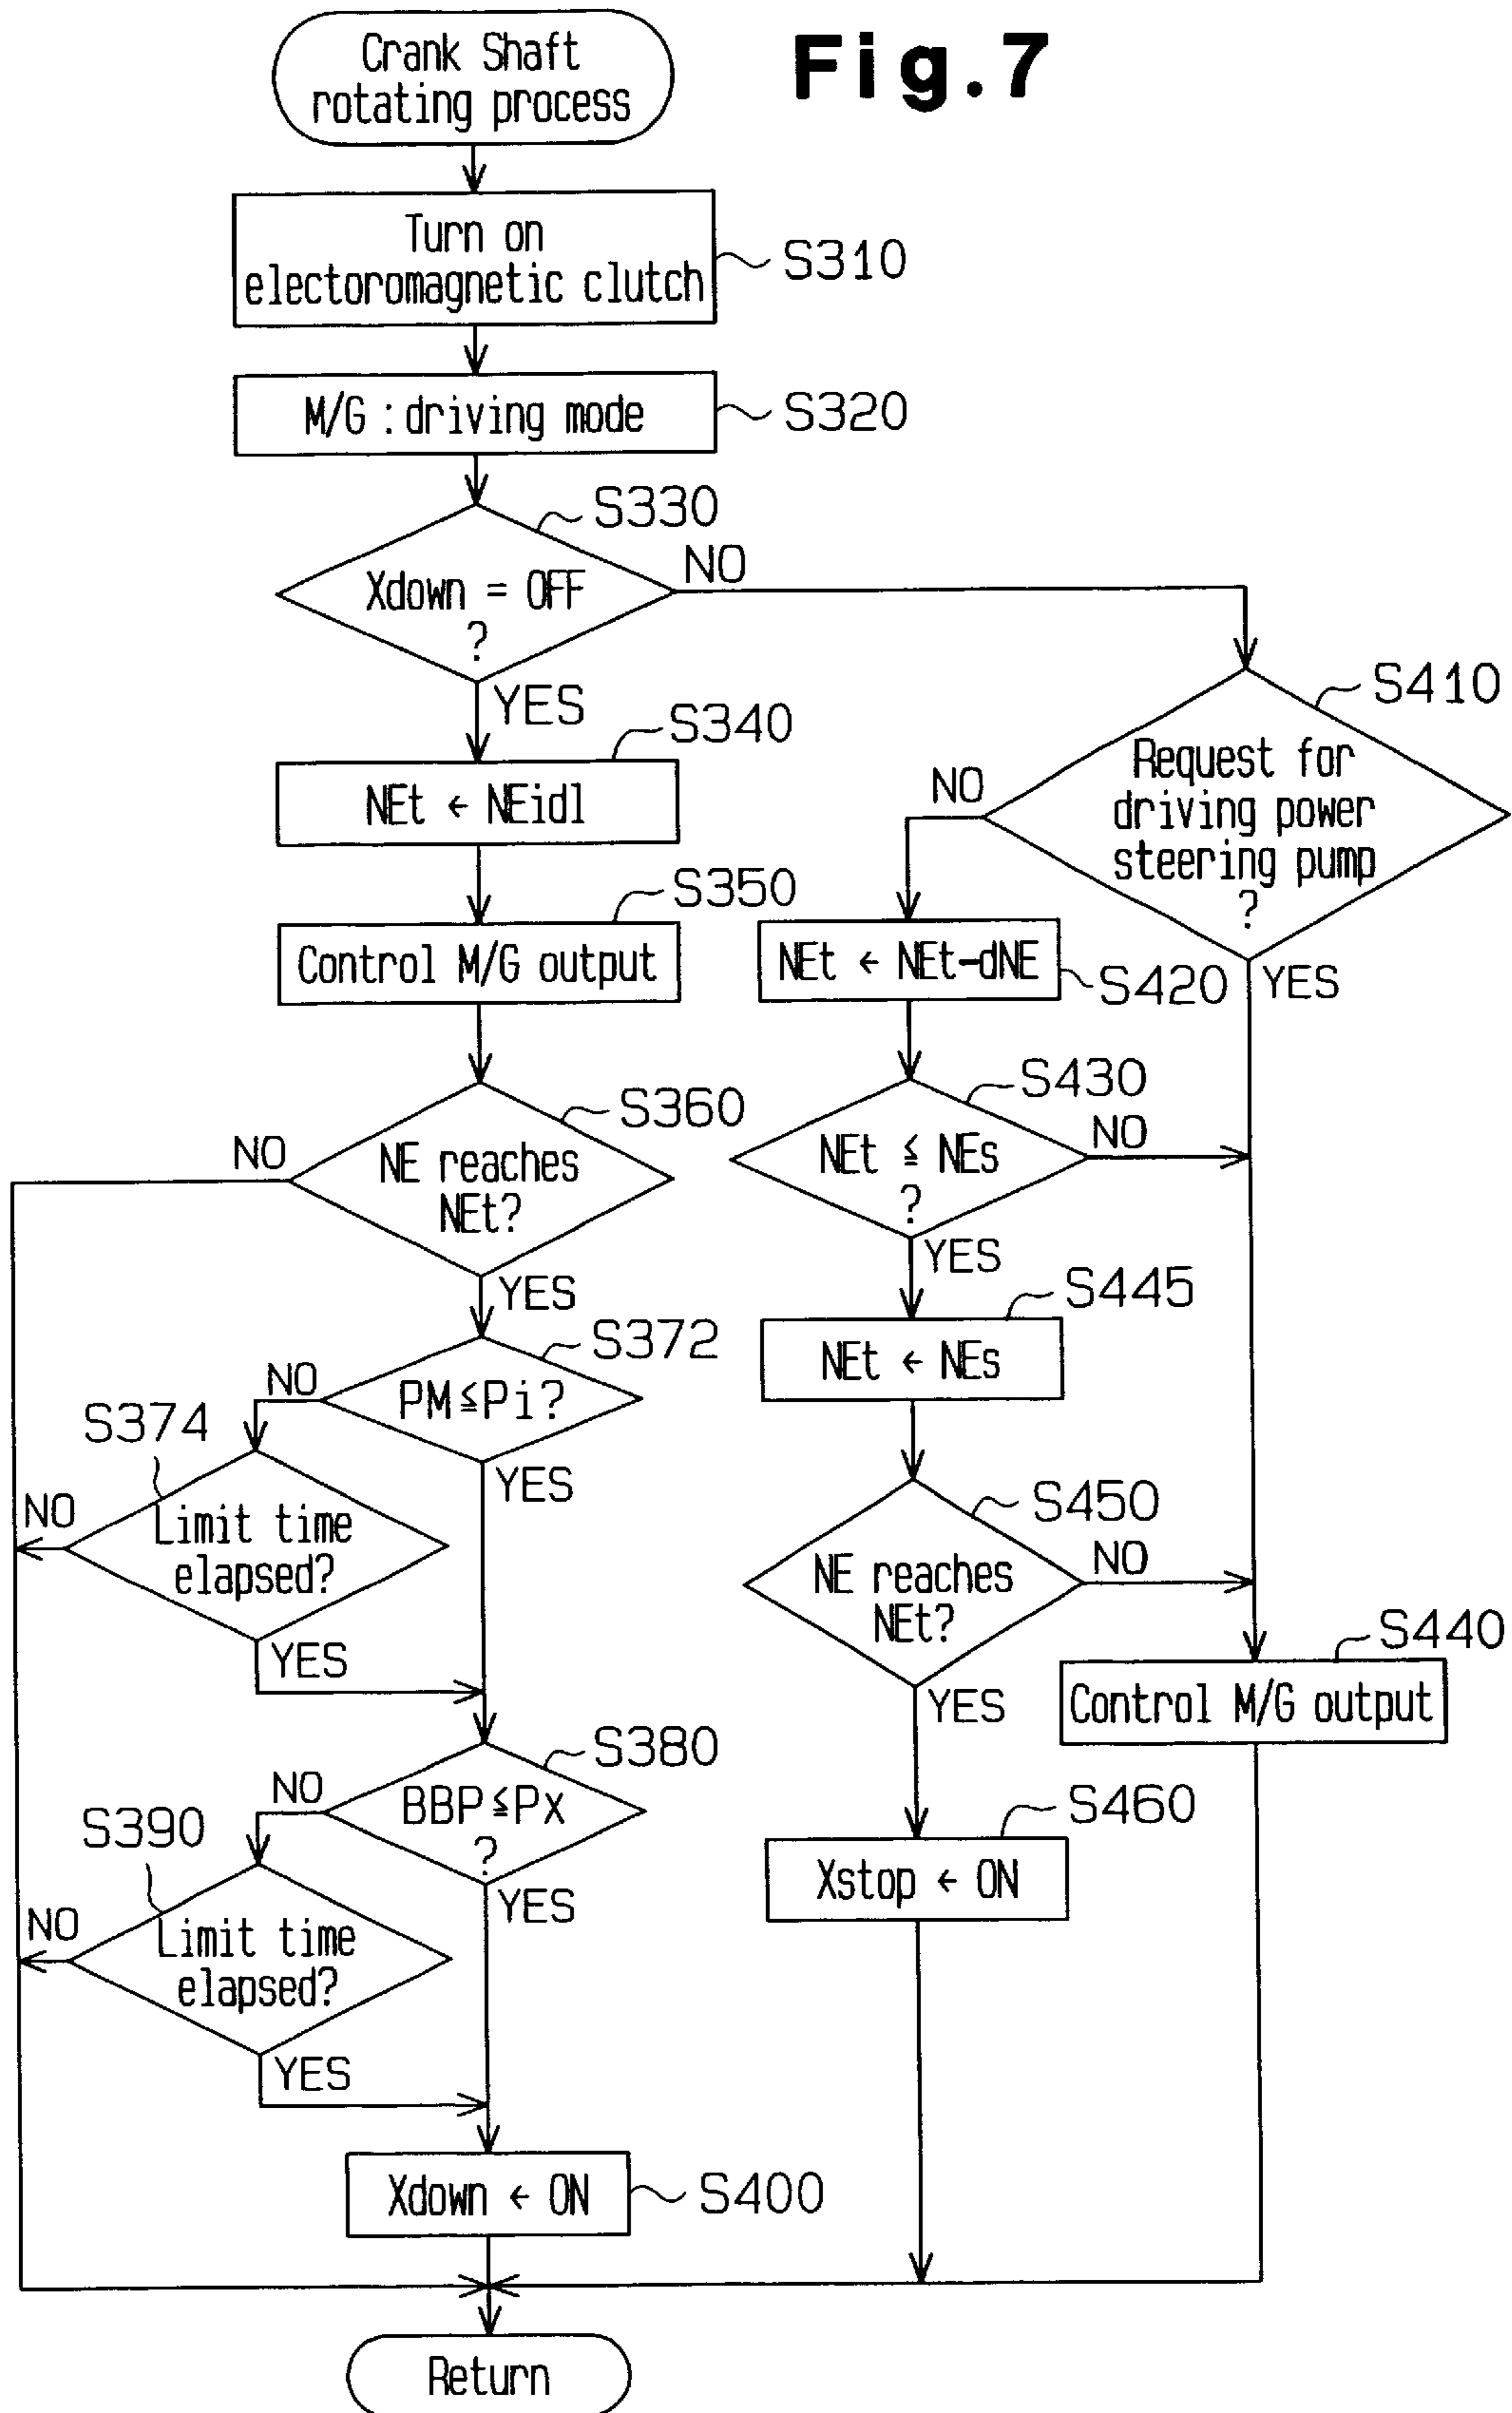 Fig.7
Crank Shaft
rotating process
Turn on
electoromagnetic clutch
S310
M/G : driving mode
S320
S330
Xdown = OFF
?
NO
YES
S340
NEt ← NEidl
S350
Control M/G output
S360
NE reaches
NEt?
NO
YES
S372
PM≦Pi?
NO
YES
S374
Limit time
elapsed?
NO
YES
S380
BBP≦Px
?
NO
YES
S390
Limit time
elapsed?
NO
YES
Xdown ← ON
S400
Return
S410
Request for
driving power
steering pump
?
NO
YES
NEt ← NEt-dNE
S420
S430
NEt ≦ NEs
?
NO
YES
S445
NEt ← NEs
S450
NE reaches
NEt?
NO
YES
S440
Control M/G output
S460
Xstop ← ON